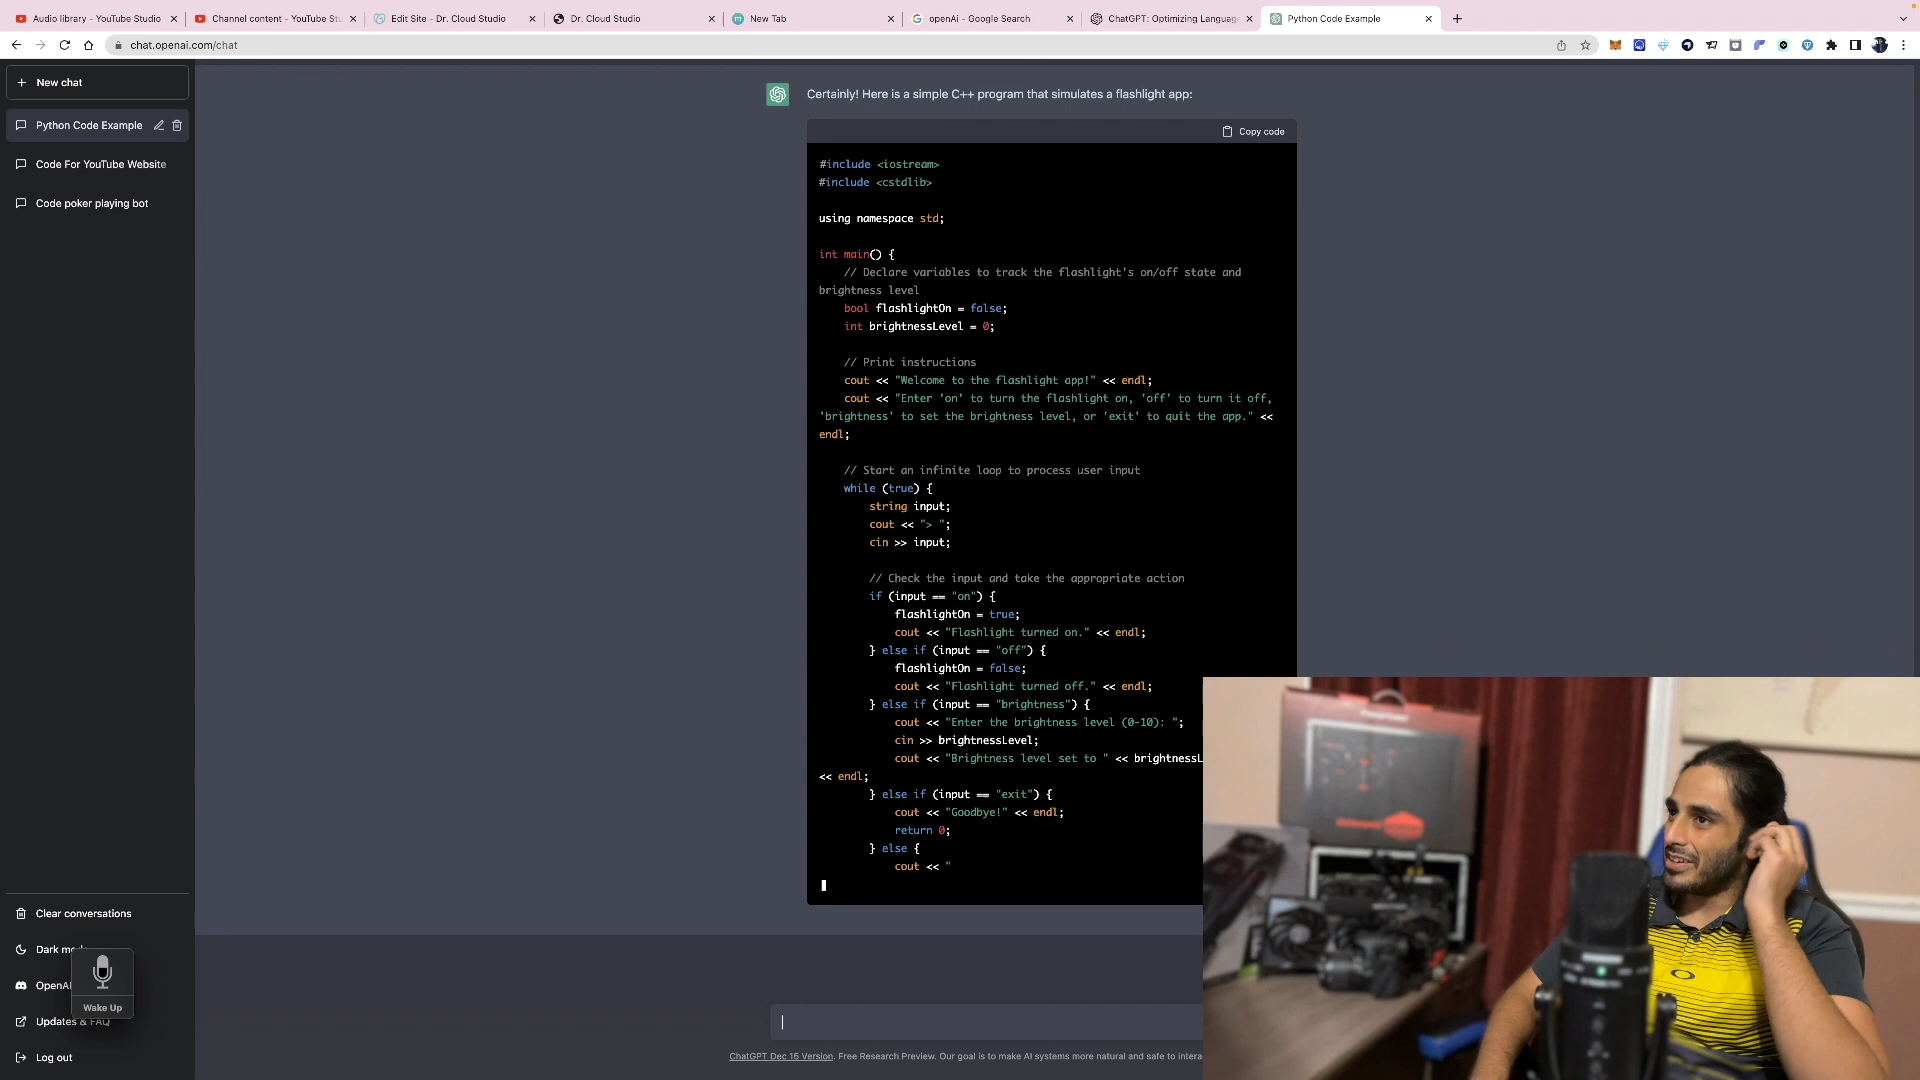 Audio library - YouTube Studio
Channel content - YouTube Stu
Edit Site - Dr. Cloud Studio
Dr. Cloud Studio
New Tab
openAi - Google Search
ChatGPT: Optimizing Language
Python Code Example
chat.openai.com/chat
New chat
Python Code Example
Code For YouTube Website
Code poker playing bot
Certainly! Here is a simple C++ program that simulates a flashlight app:
Copy code
#include <iostream>
#include <cstdlib>
using namespace std;
int main() {
// Declare variables to track the flashlight's on/off state and
brightness level
bool flashlightOn = false;
int brightnessLevel = 0;
// Print instructions
cout << "Welcome to the flashlight app!" << endl;
cout << "Enter 'on' to turn the flashlight on, 'off' to turn it off,
'brightness' to set the brightness level, or 'exit' to quit the app." <<
endl;
// Start an infinite loop to process user input
while (true) {
string input;
cout << "> ";
cin >> input;
// Check the input and take the appropriate action
if (input == "on") {
flashlightOn = true;
cout << "Flashlight turned on." << endl;
} else if (input == "off") {
flashlightOn = false;
cout << "Flashlight turned off." << endl;
} else if (input == "brightness") {
cout << "Enter the brightness level (0-10): ";
cin >> brightnessLevel;
cout << "Brightness level set to " << brightnessL
<< endl;
} else if (input == "exit") {
cout << "Goodbye!" << endl;
return 0;
} else {
cout << "
Clear conversations
Dark mo
OpenAI
Wake Up
Updates & FAQ
Log out
ChatGPT Dec 15 Version. Free Research Preview. Our goal is to make AI systems more natural and safe to intera